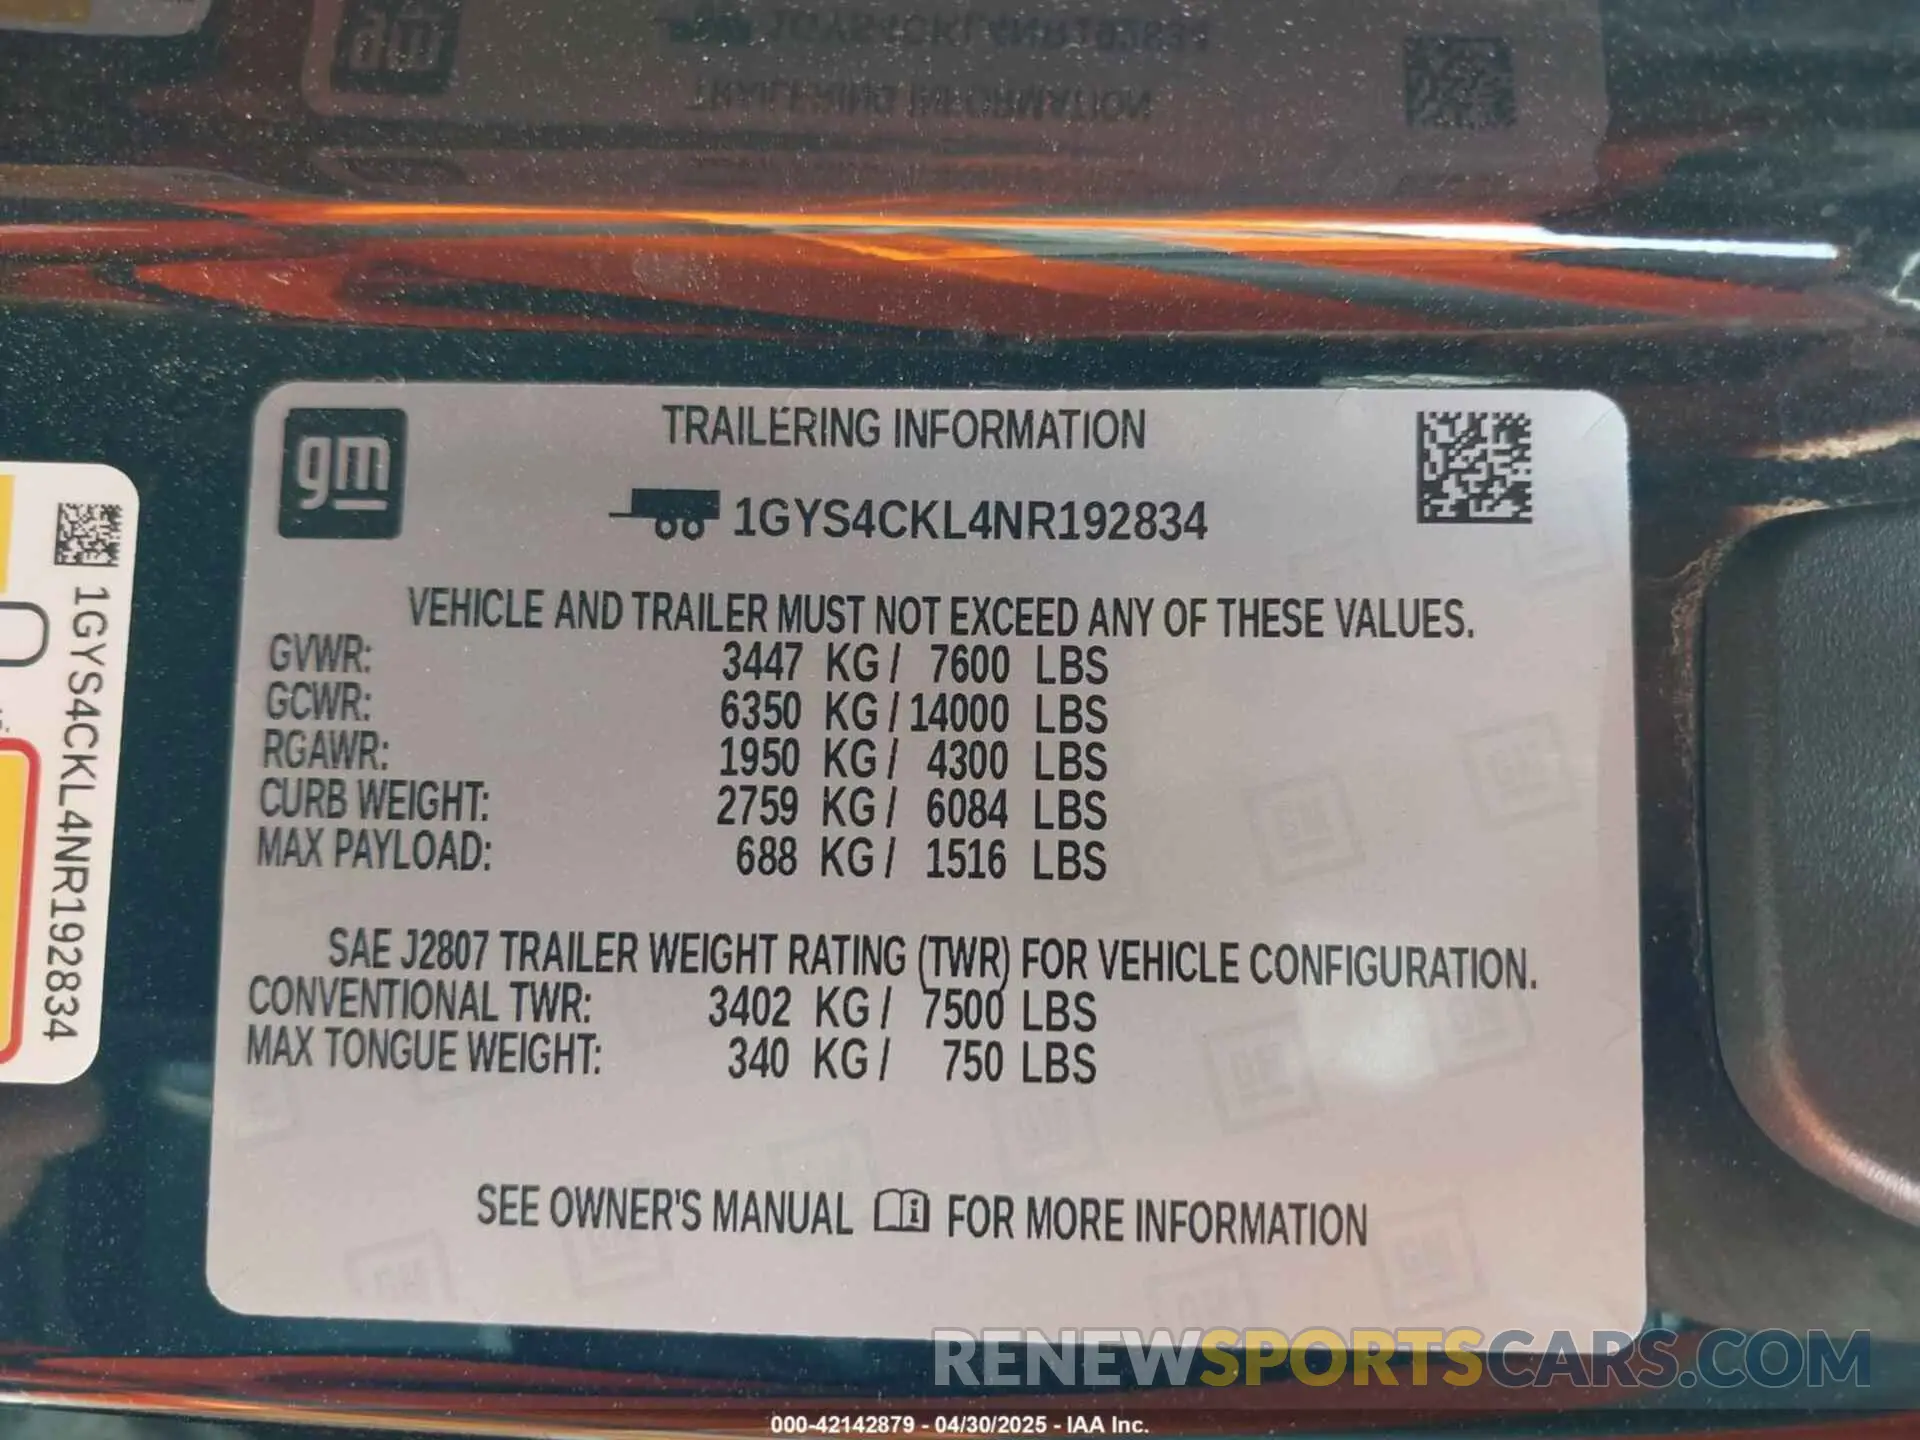 gm
TRAILERING INFORMATION
1GYS4CKL4NR192834
VEHICLE AND TRAILER MUST NOT EXCEED ANY OF THESE VALUES.
GVWR: 3447 KG / 7600 LBS
GCWR: 6350 KG / 14000 LBS
RGAWR: 1950 KG / 4300 LBS
CURB WEIGHT: 2759 KG / 6084 LBS
MAX PAYLOAD: 688 KG / 1516 LBS
SAE J2807 TRAILER WEIGHT RATING (TWR) FOR VEHICLE CONFIGURATION.
CONVENTIONAL TWR: 3402 KG / 7500 LBS
MAX TONGUE WEIGHT: 340 KG / 750 LBS
SEE OWNER'S MANUAL FOR MORE INFORMATION
1GYS4CKL4NR192834
RENEWSPORTSCARS.COM
000-42142879 - 04/30/2025 - IAA Inc.